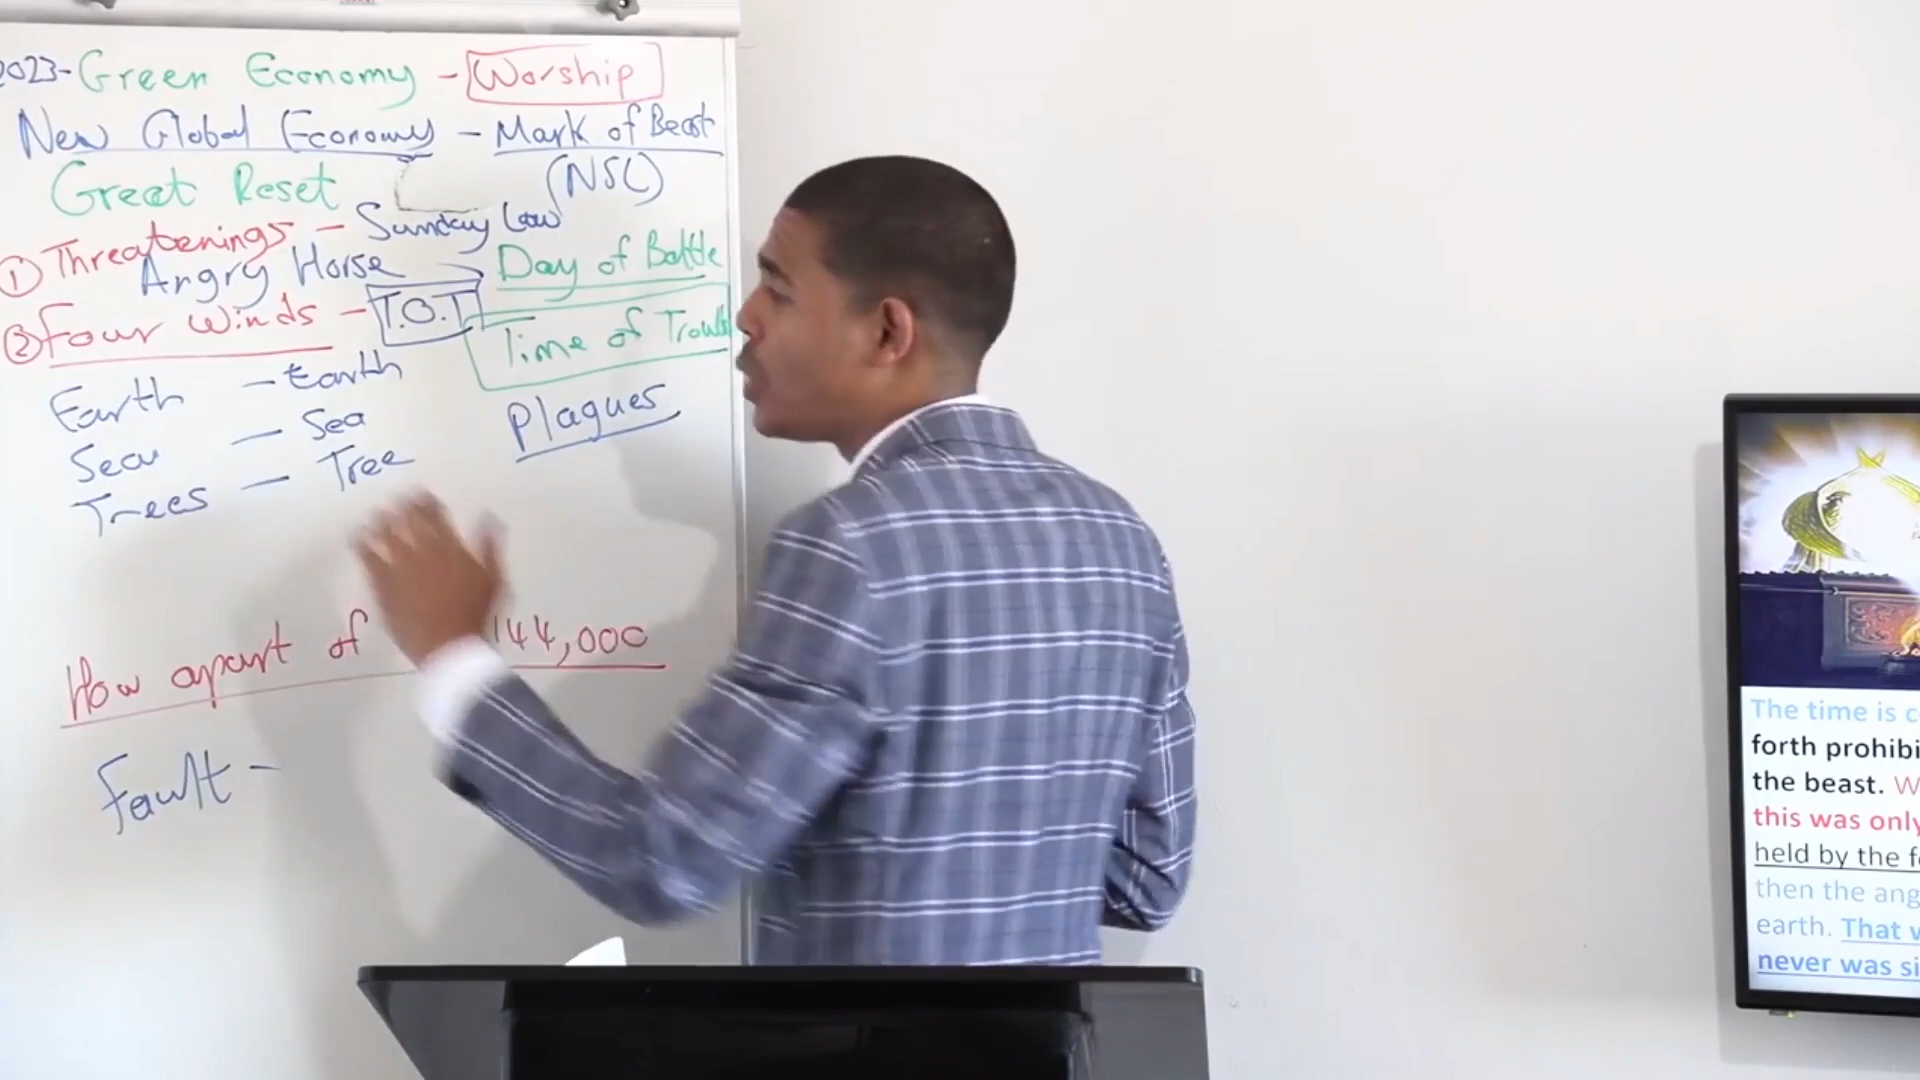 2023-Green Economy - Worship
New Global Economy - Mark of Beast
(NSL)
Great Reset
① Threatenings - Sunday Law
Angry Horse
Day of Battle
② Four Winds - T.O.T
Time of Trouble
Earth - Earth
Sea - Sea
Trees - Tree
Plagues
How apart of 144,000
Fault -
The time is c
forth prohibi
the beast. W
this was only
held by the f
then the ang
earth. That w
never was si